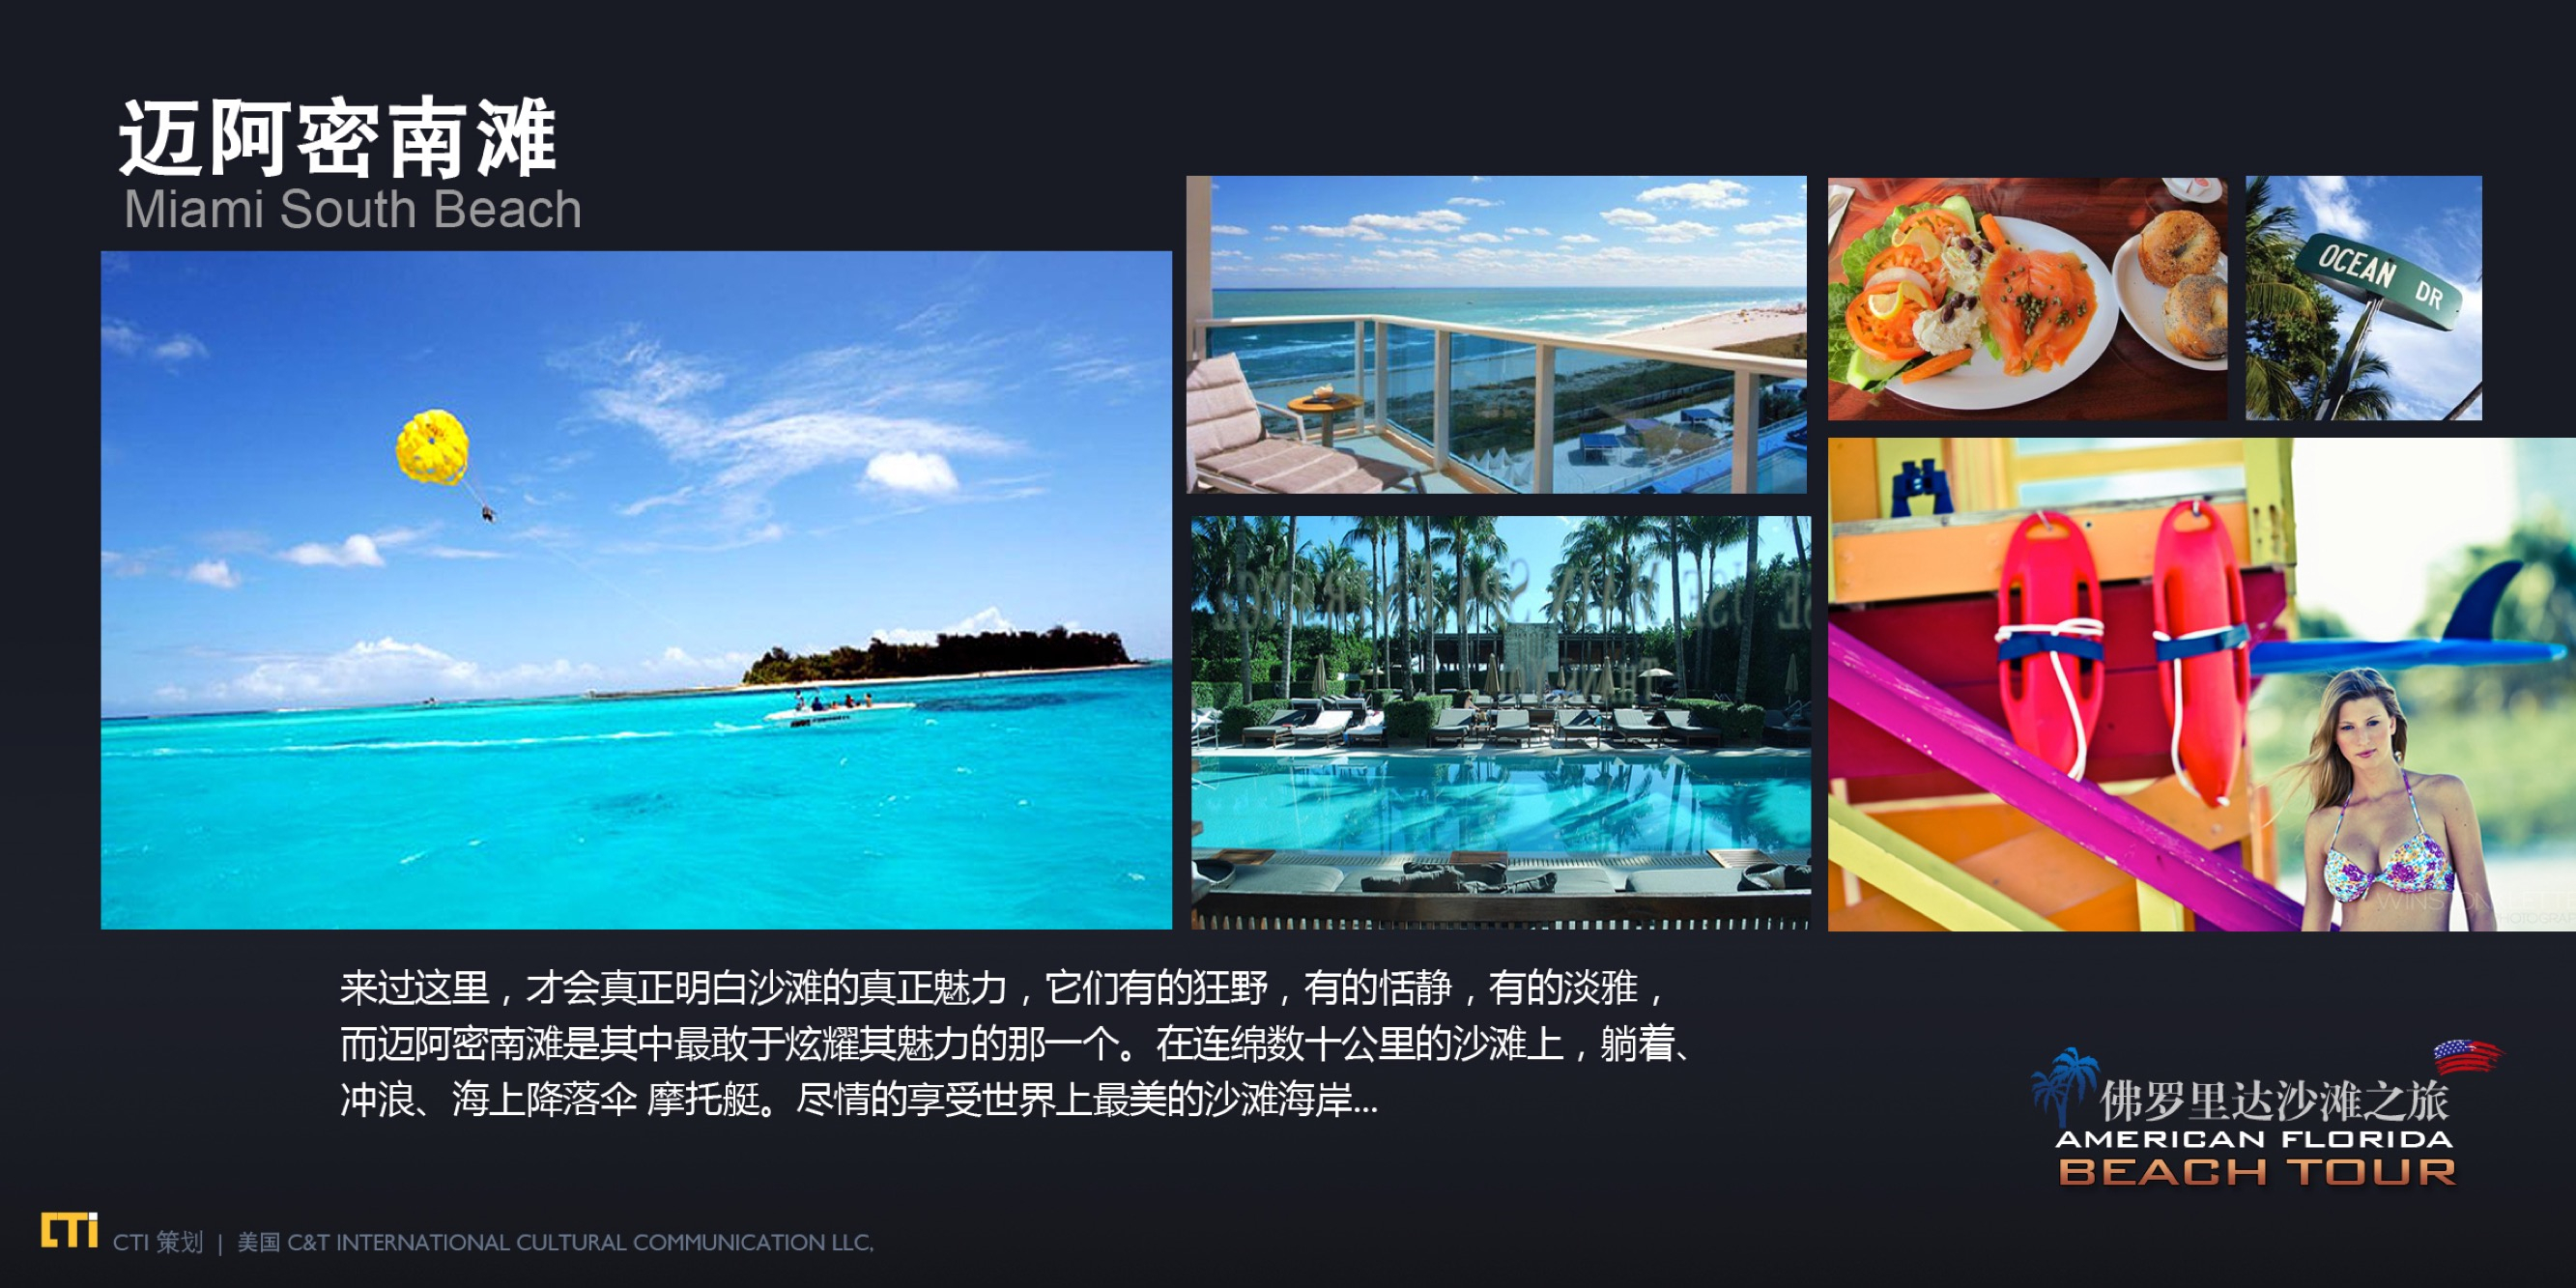 迈阿密南滩
Miami South Beach
OCEAN DR
来过这里，才会真正明白沙滩的真正魅力，它们有的狂野，有的恬静，有的淡雅，
而迈阿密南滩是其中最敢于炫耀其魅力的那一个。在连绵数十公里的沙滩上，躺着、
冲浪、海上降落伞 摩托艇。尽情的享受世界上最美的沙滩海岸...
佛罗里达沙滩之旅
AMERICAN FLORIDA
BEACH TOUR
CTi CTI 策划 | 美国 C&T INTERNATIONAL CULTURAL COMMUNICATION LLC,